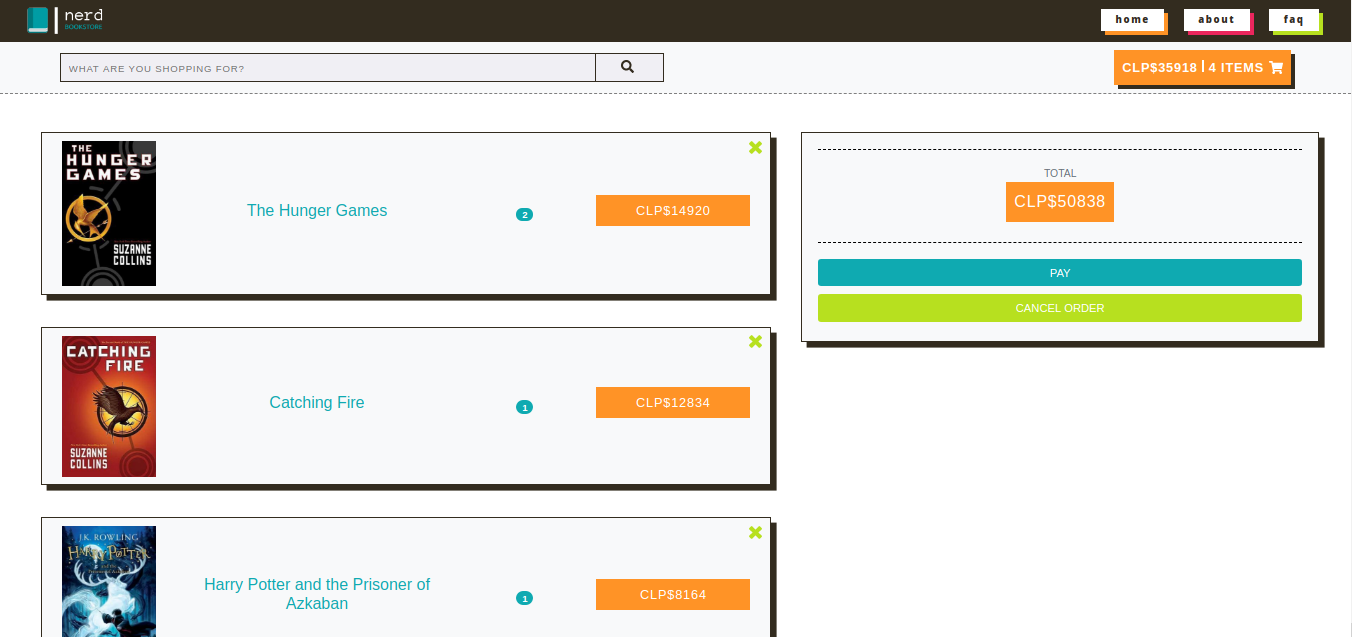 nerd
BOOKSTORE
home
about
faq
WHAT ARE YOU SHOPPING FOR?
CLP$35918 | 4 ITEMS
THE
HUNGER
GAMES
SUZANNE
COLLINS
The Hunger Games
2
CLP$14920
TOTAL
CLP$50838
PAY
CANCEL ORDER
CATCHING
FIRE
SUZANNE
COLLINS
Catching Fire
1
CLP$12834
J.K. ROWLING
HARRY POTTER
Harry Potter and the Prisoner of
Azkaban
1
CLP$8164